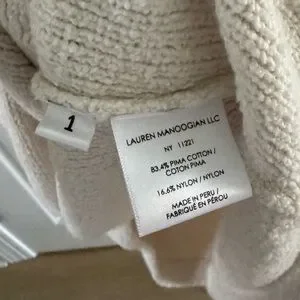 1
LAUREN MANOOGIAN LLC
NY 11221
83.4% PIMA COTTON /
COTON PIMA
16.6% NYLON / NYLON
MADE IN PERU /
FABRIQUÉ EN PÉROU